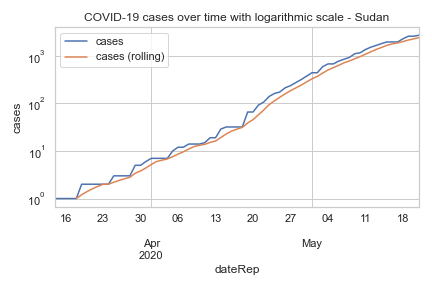 COVID-19 cases over time with logarithmic scale - Sudan
cases
cases (rolling)
10³
10²
10¹
10⁰
cases
16 23 30 06 13 20 27 04 11 18
Apr May
2020
dateRep